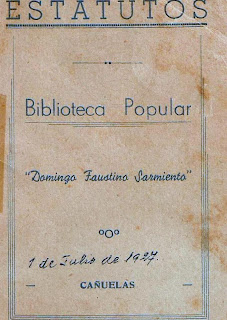 ESTATUTOS
Biblioteca Popular
"Domingo Faustino Sarmiento"
1 de Julio de 1927.
CAÑUELAS